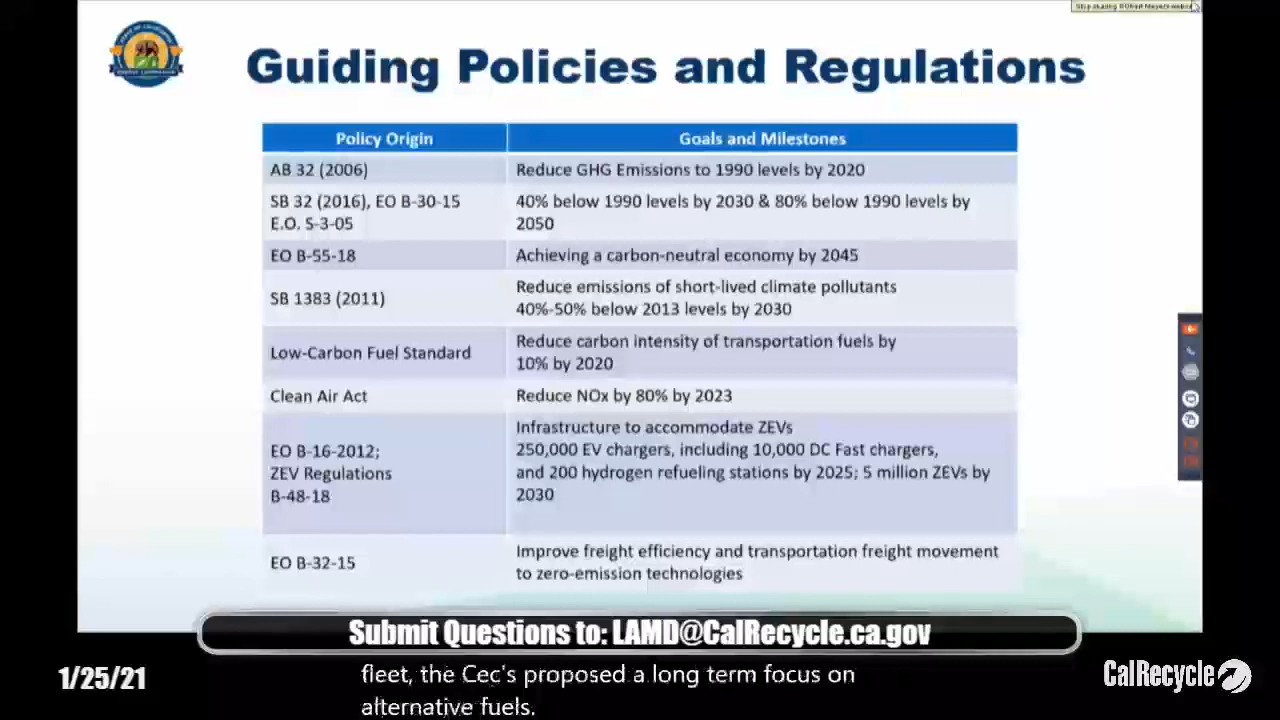 Guiding Policies and Regulations
Policy Origin
Goals and Milestones
AB 32 (2006)
Reduce GHG Emissions to 1990 levels by 2020
SB 32 (2016), EO B-30-15
E.O. S-3-05
40% below 1990 levels by 2030 & 80% below 1990 levels by
2050
EO B-55-18
Achieving a carbon-neutral economy by 2045
SB 1383 (2011)
Reduce emissions of short-lived climate pollutants
40%-50% below 2013 levels by 2030
Low-Carbon Fuel Standard
Reduce carbon intensity of transportation fuels by
10% by 2020
Clean Air Act
Reduce NOx by 80% by 2023
EO B-16-2012;
ZEV Regulations
B-48-18
Infrastructure to accommodate ZEVs
250,000 EV chargers, including 10,000 DC Fast chargers,
and 200 hydrogen refueling stations by 2025; 5 million ZEVs by
2030
EO B-32-15
Improve freight efficiency and transportation freight movement
to zero-emission technologies
Submit Questions to: LAMD@CalRecycle.ca.gov
1/25/21
fleet, the Cec's proposed a long term focus on
alternative fuels.
CalRecycle